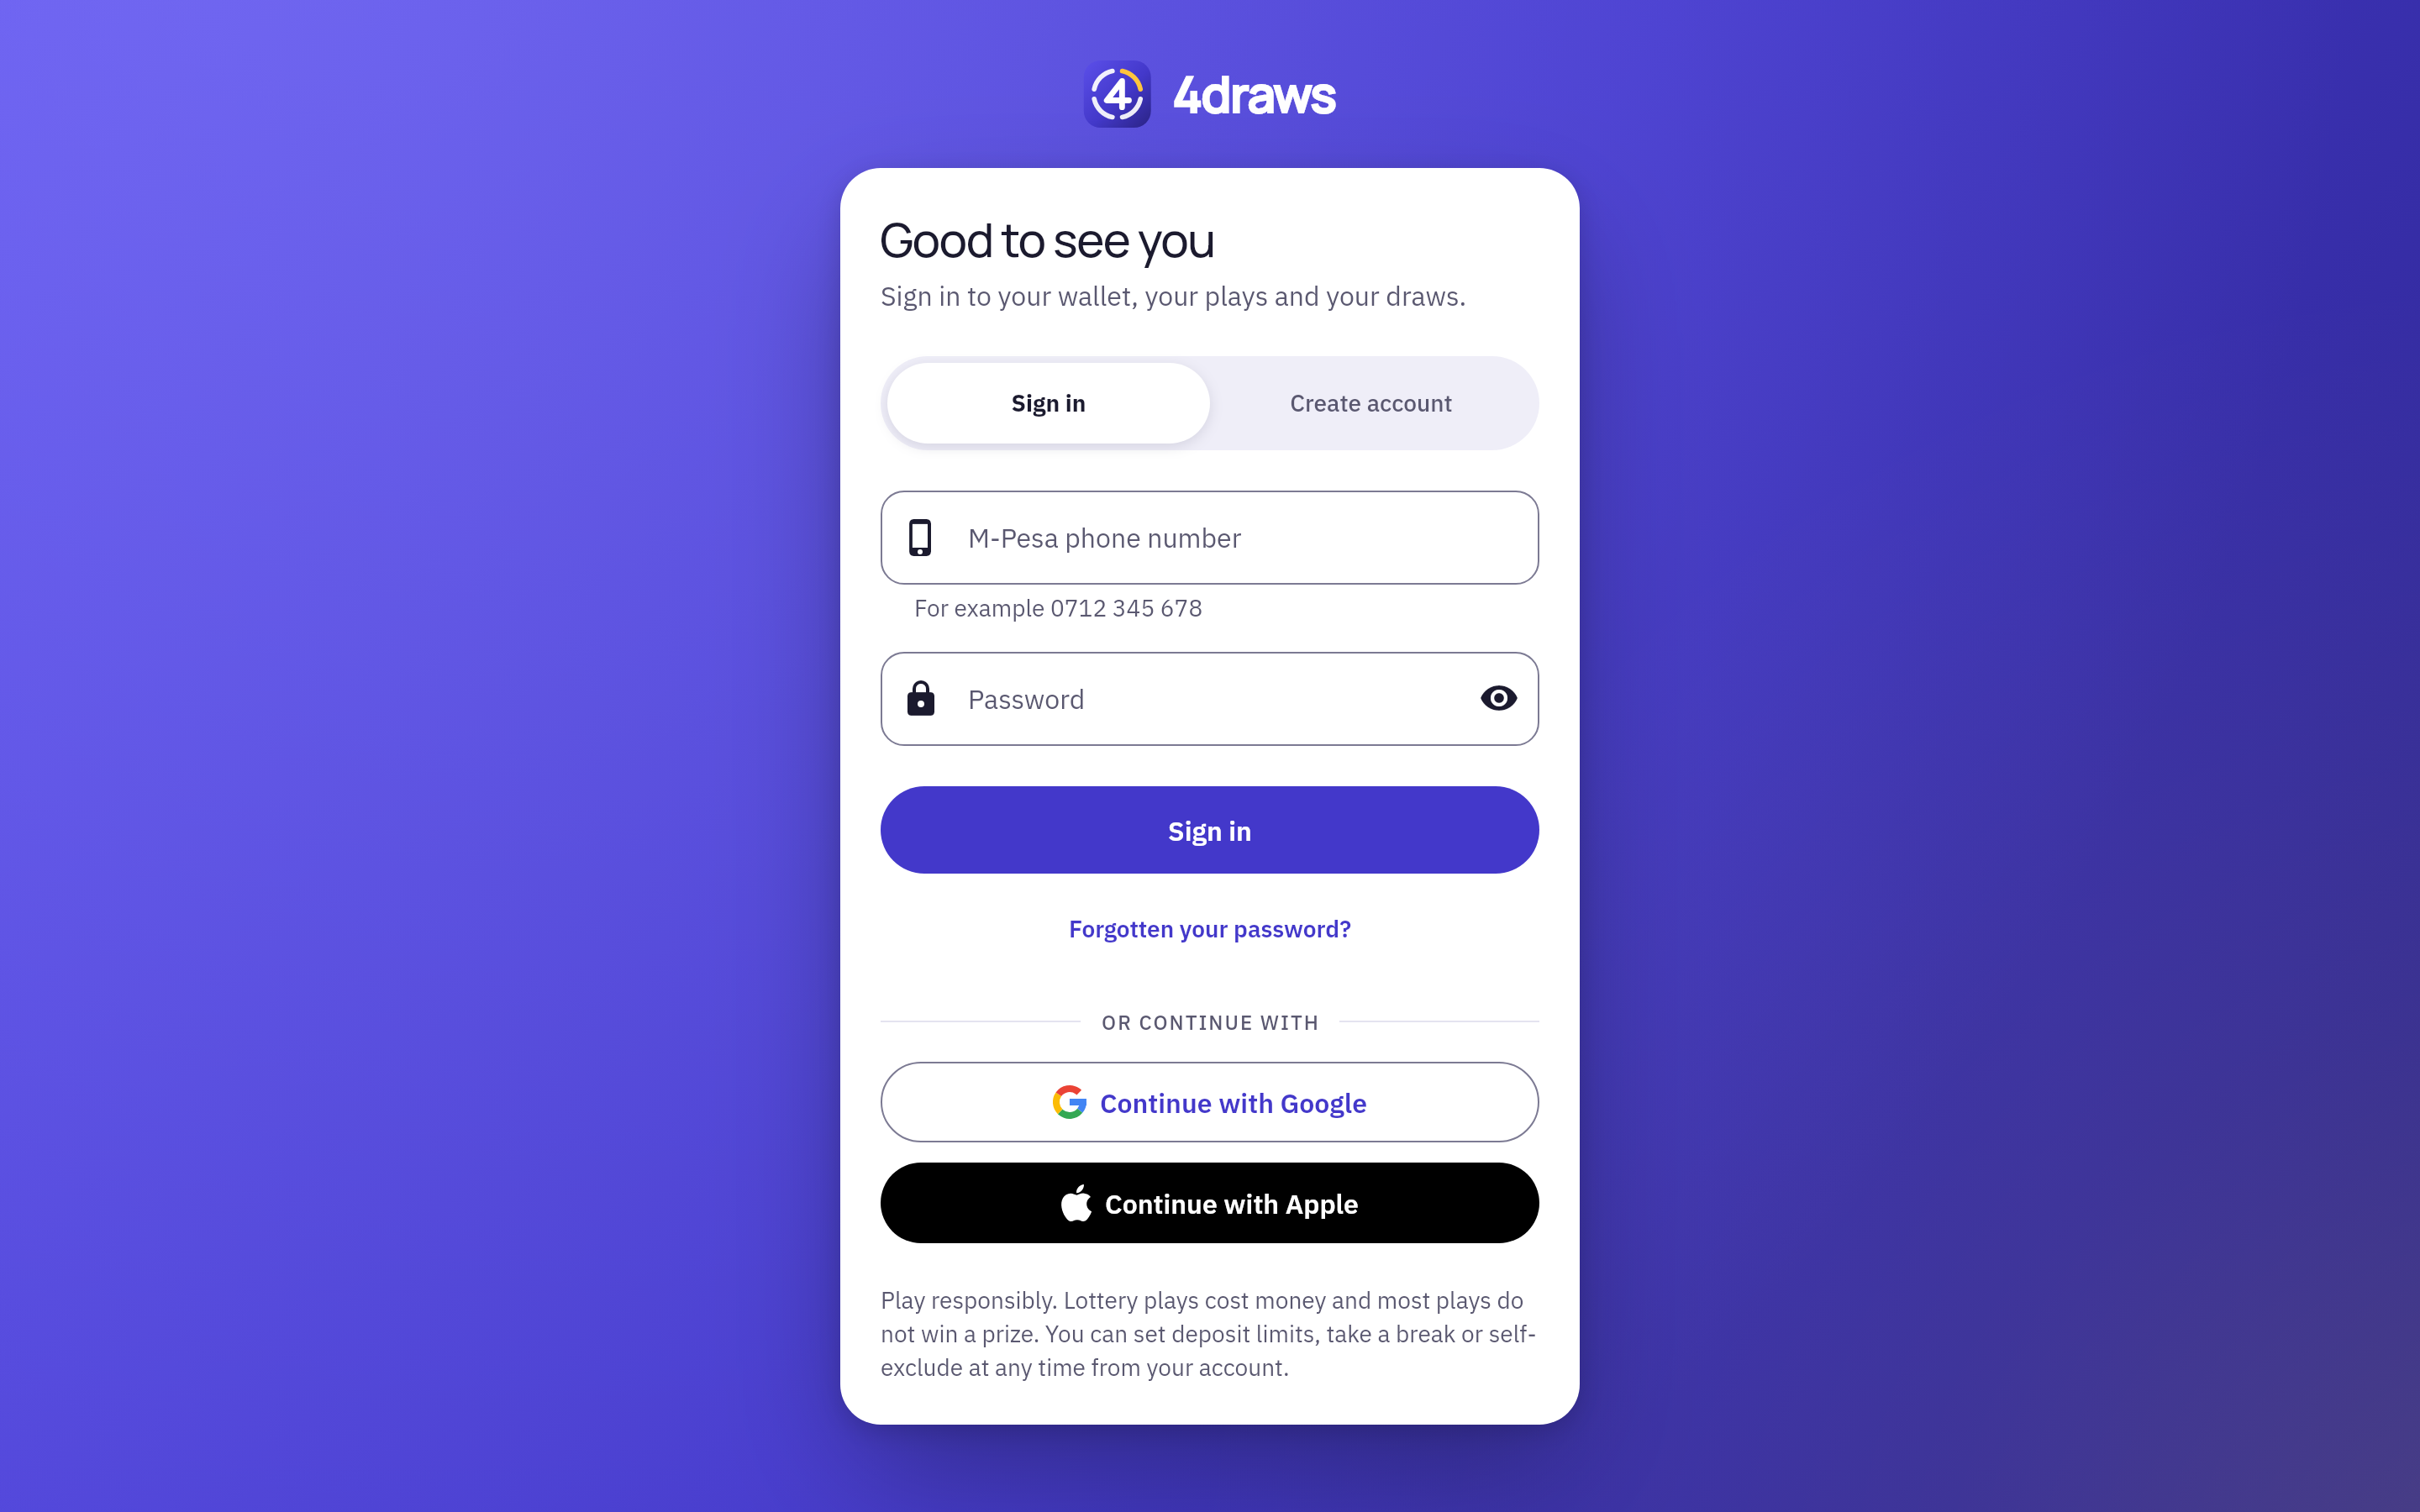 4 4draws
Good to see you
Sign in to your wallet, your plays and your draws.
Sign in
Create account
M-Pesa phone number
For example 0712 345 678
Password
Sign in
Forgotten your password?
OR CONTINUE WITH
Continue with Google
Continue with Apple
Play responsibly. Lottery plays cost money and most plays do
not win a prize. You can set deposit limits, take a break or self-
exclude at any time from your account.